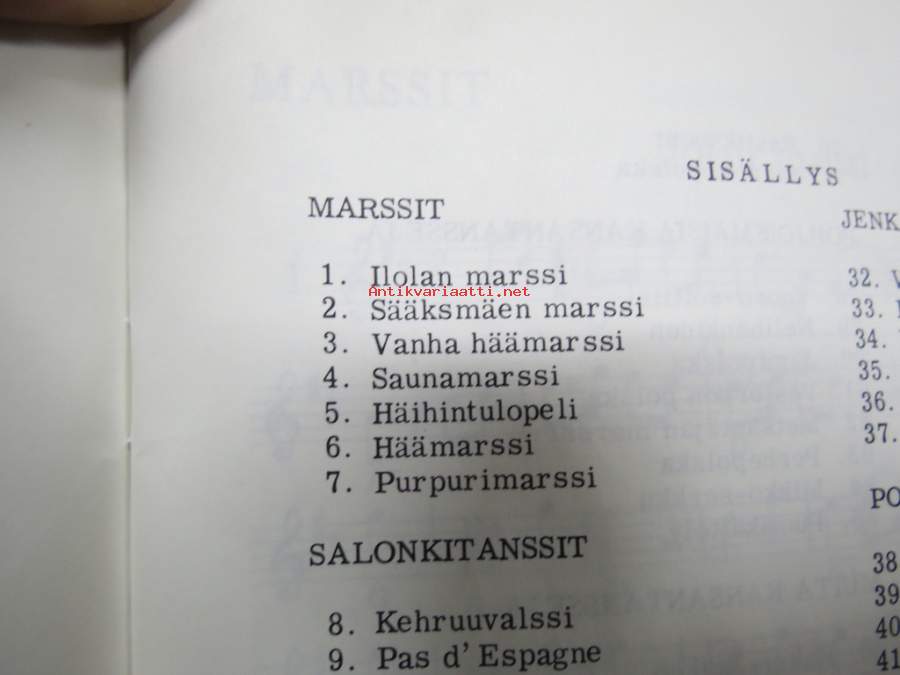 SISÄLLYS
MARSSIT
1. Ilolan marssi
2. Sääksmäen marssi
3. Vanha häämarssi
4. Saunamarssi
5. Häihintulopeli
6. Häämarssi
7. Purpurimarssi
SALONKITANSSIT
8. Kehruuvalssi
9. Pas d' Espagne
JENK
32.
33.
34.
35.
36.
37.
PO
38
39
40
41
Antikvariaatti.net
MARSSIT